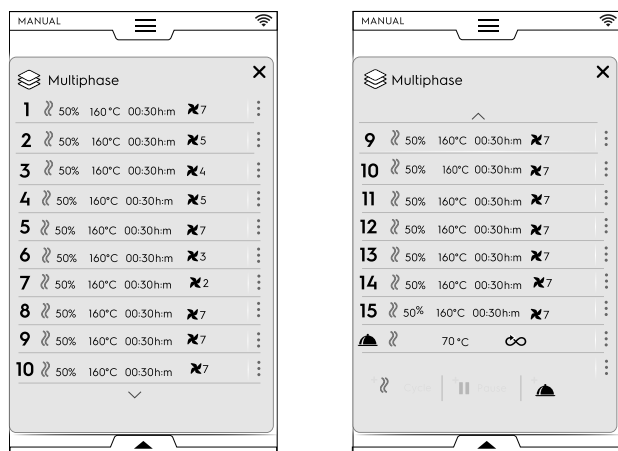 MANUAL
Multiphase
1 50% 160°C 00:30h:m 7
2 50% 160°C 00:30h:m 5
3 50% 160°C 00:30h:m 4
4 50% 160°C 00:30h:m 5
5 50% 160°C 00:30h:m 7
6 50% 160°C 00:30h:m 3
7 50% 160°C 00:30h:m 2
8 50% 160°C 00:30h:m 7
9 50% 160°C 00:30h:m 7
10 50% 160°C 00:30h:m 7
MANUAL
Multiphase
9 50% 160°C 00:30h:m 7
10 50% 160°C 00:30h:m 7
11 50% 160°C 00:30h:m 7
12 50% 160°C 00:30h:m 7
13 50% 160°C 00:30h:m 7
14 50% 160°C 00:30h:m 7
15 50% 160°C 00:30h:m 7
70°C